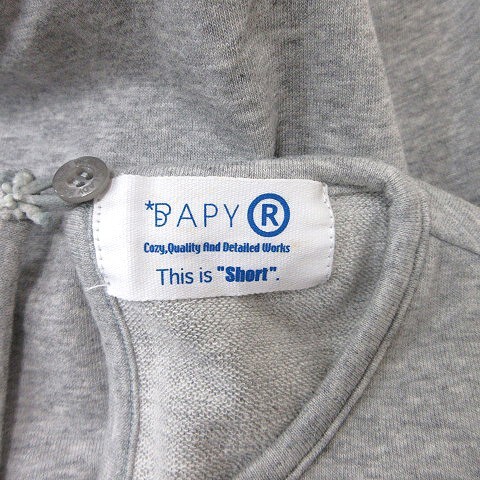 *BAPY®
Cozy,Quality And Detailed Works
This is "Short".